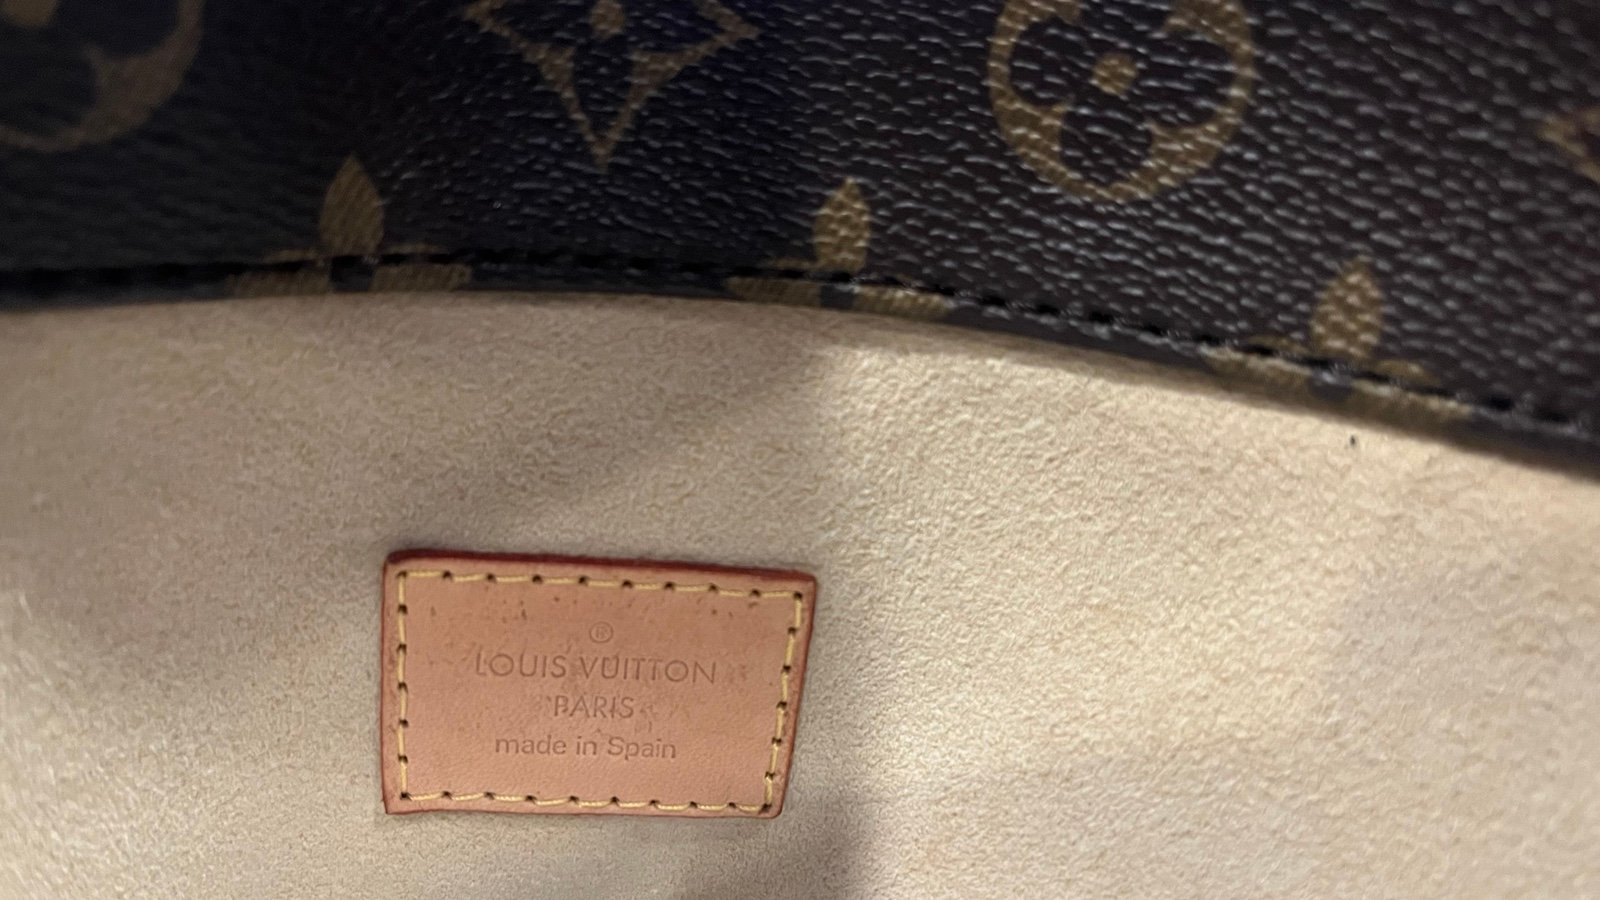 ®
LOUIS VUITTON
PARIS
made in Spain